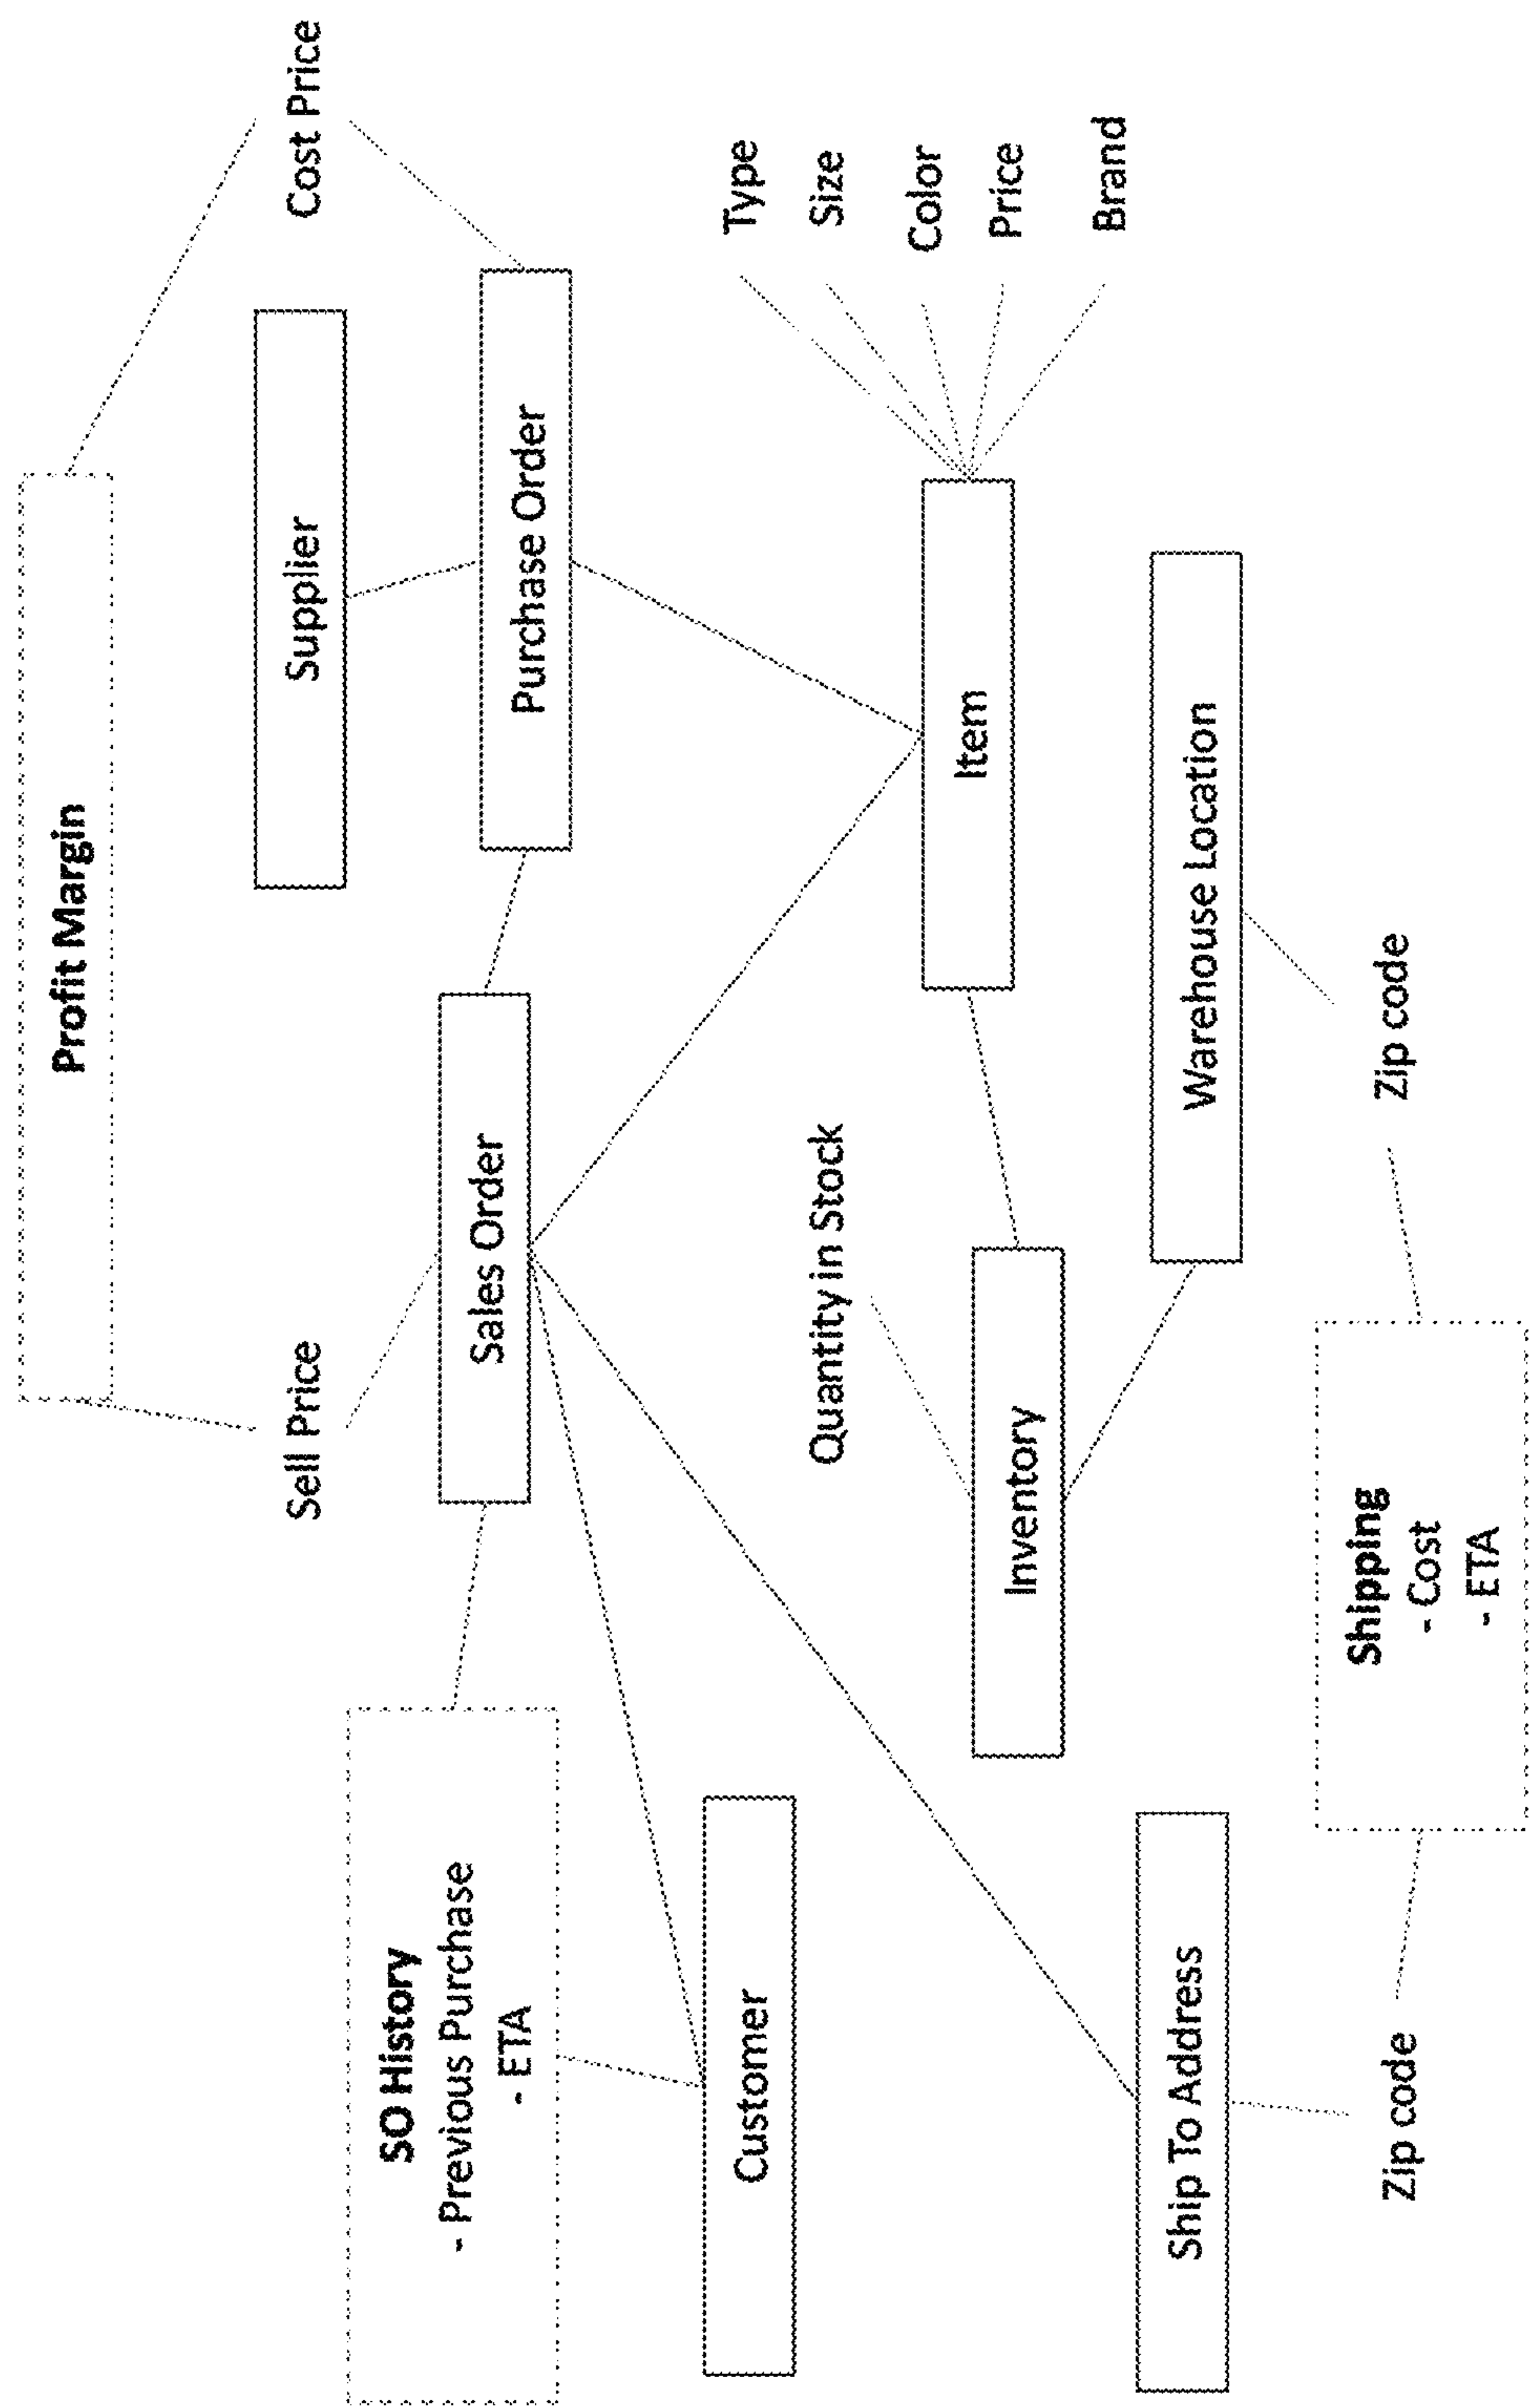 Profit Margin
Sell Price
Cost Price
Supplier
SO History
- Previous Purchase
- ETA
Sales Order
Purchase Order
Customer
Quantity in Stock
Type
Size
Color
Price
Brand
Item
Inventory
Ship To Address
Warehouse Location
Zip code
Shipping
- Cost
- ETA
Zip code